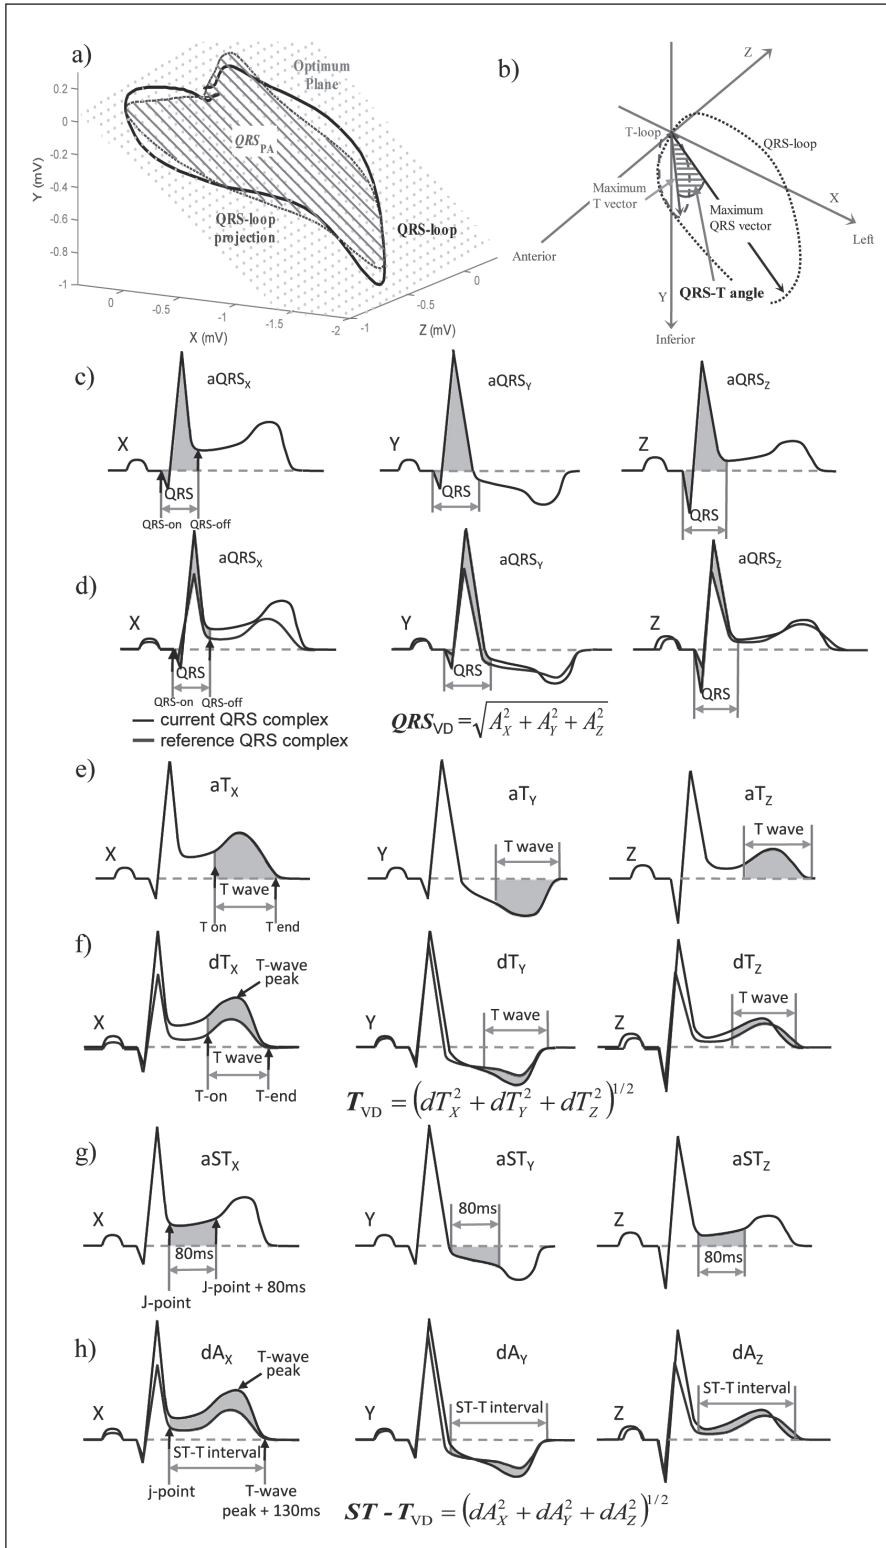 a)
Optimum
Plane
QRS_PA
QRS-loop
projection
QRS-loop
0.2
0
-0.2
-0.4
-0.6
-0.8
-1
Y (mV)
0
-0.5
-1
-1.5
-2
X (mV)
-1
-0.5
0
Z (mV)
b)
Z
T-loop
QRS-loop
Maximum
T vector
X
Maximum
QRS vector
Left
Anterior
QRS-T angle
Y
Inferior
c)
aQRS_X
aQRS_Y
aQRS_Z
X
Y
Z
QRS
QRS
QRS
QRS-on
QRS-off
d)
aQRS_X
aQRS_Y
aQRS_Z
X
Y
Z
QRS
QRS
QRS
QRS-on
QRS-off
current QRS complex
reference QRS complex
QRS_VD = √(A_X^2 + A_Y^2 + A_Z^2)
e)
aT_X
aT_Y
aT_Z
X
Y
Z
T wave
T wave
T wave
T on
T end
f)
dT_X
T-wave
peak
dT_Y
dT_Z
X
Y
Z
T wave
T wave
T wave
T-on
T-end
T_VD = (dT_X^2 + dT_Y^2 + dT_Z^2)^1/2
g)
aST_X
aST_Y
aST_Z
X
Y
Z
80ms
80ms
80ms
J-point
J-point + 80ms
h)
dA_X
T-wave
peak
dA_Y
dA_Z
X
Y
Z
ST-T interval
ST-T interval
ST-T interval
j-point
T-wave
peak + 130ms
ST - T_VD = (dA_X^2 + dA_Y^2 + dA_Z^2)^1/2